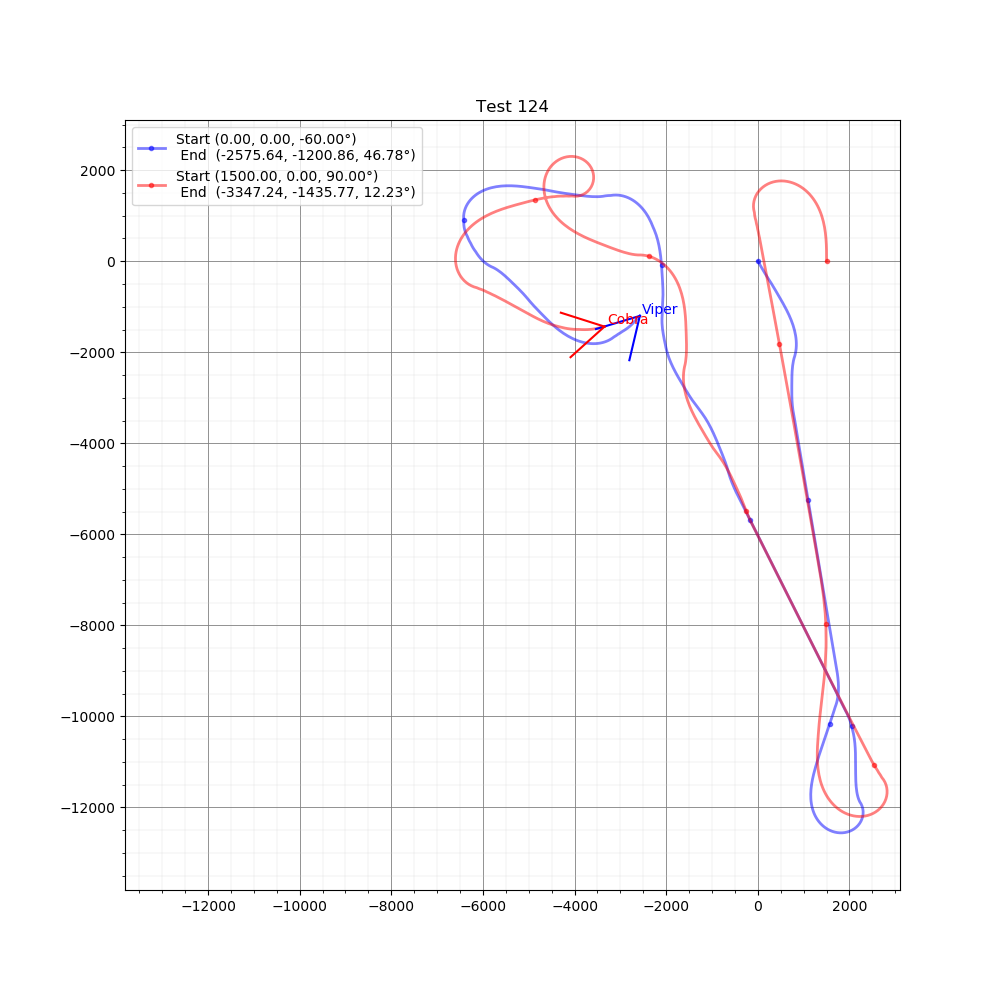 Test 124
Start (0.00, 0.00, -60.00°)
End (-2575.64, -1200.86, 46.78°)
Start (1500.00, 0.00, 90.00°)
End (-3347.24, -1435.77, 12.23°)
2000
0
−2000
−4000
−6000
−8000
−10000
−12000
Viper
Cobra
−12000 −10000 −8000 −6000 −4000 −2000 0 2000